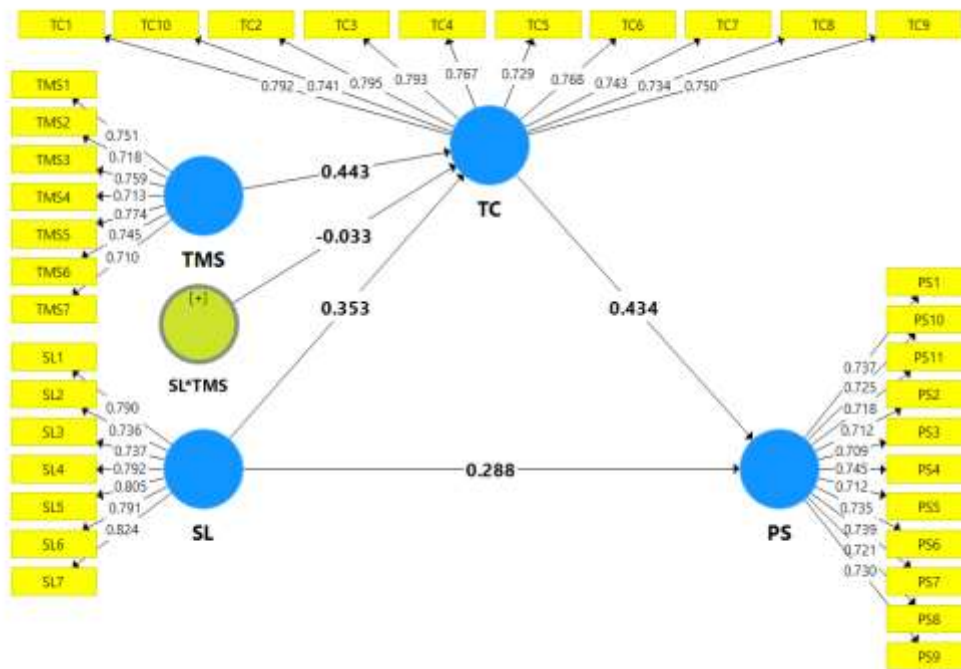 TC1 TC10 TC2 TC3 TC4 TC5 TC6 TC7 TC8 TC9
0.792 0.741 0.795 0.793 0.767 0.729 0.768 0.743 0.734 0.750
TMS1
TMS2
TMS3
TMS4
TMS5
TMS6
TMS7
0.751
0.718
0.759
0.713
0.774
0.745
0.710
TMS
0.443
TC
-0.033
[+]
SL*TMS
0.353
0.434
SL1
SL2
SL3
SL4
SL5
SL6
SL7
0.790
0.736
0.737
0.792
0.805
0.791
0.824
SL
0.288
PS
0.737
0.725
0.718
0.712
0.709
0.745
0.712
0.735
0.739
0.721
0.730
PS1
PS10
PS11
PS2
PS3
PS4
PS5
PS6
PS7
PS8
PS9